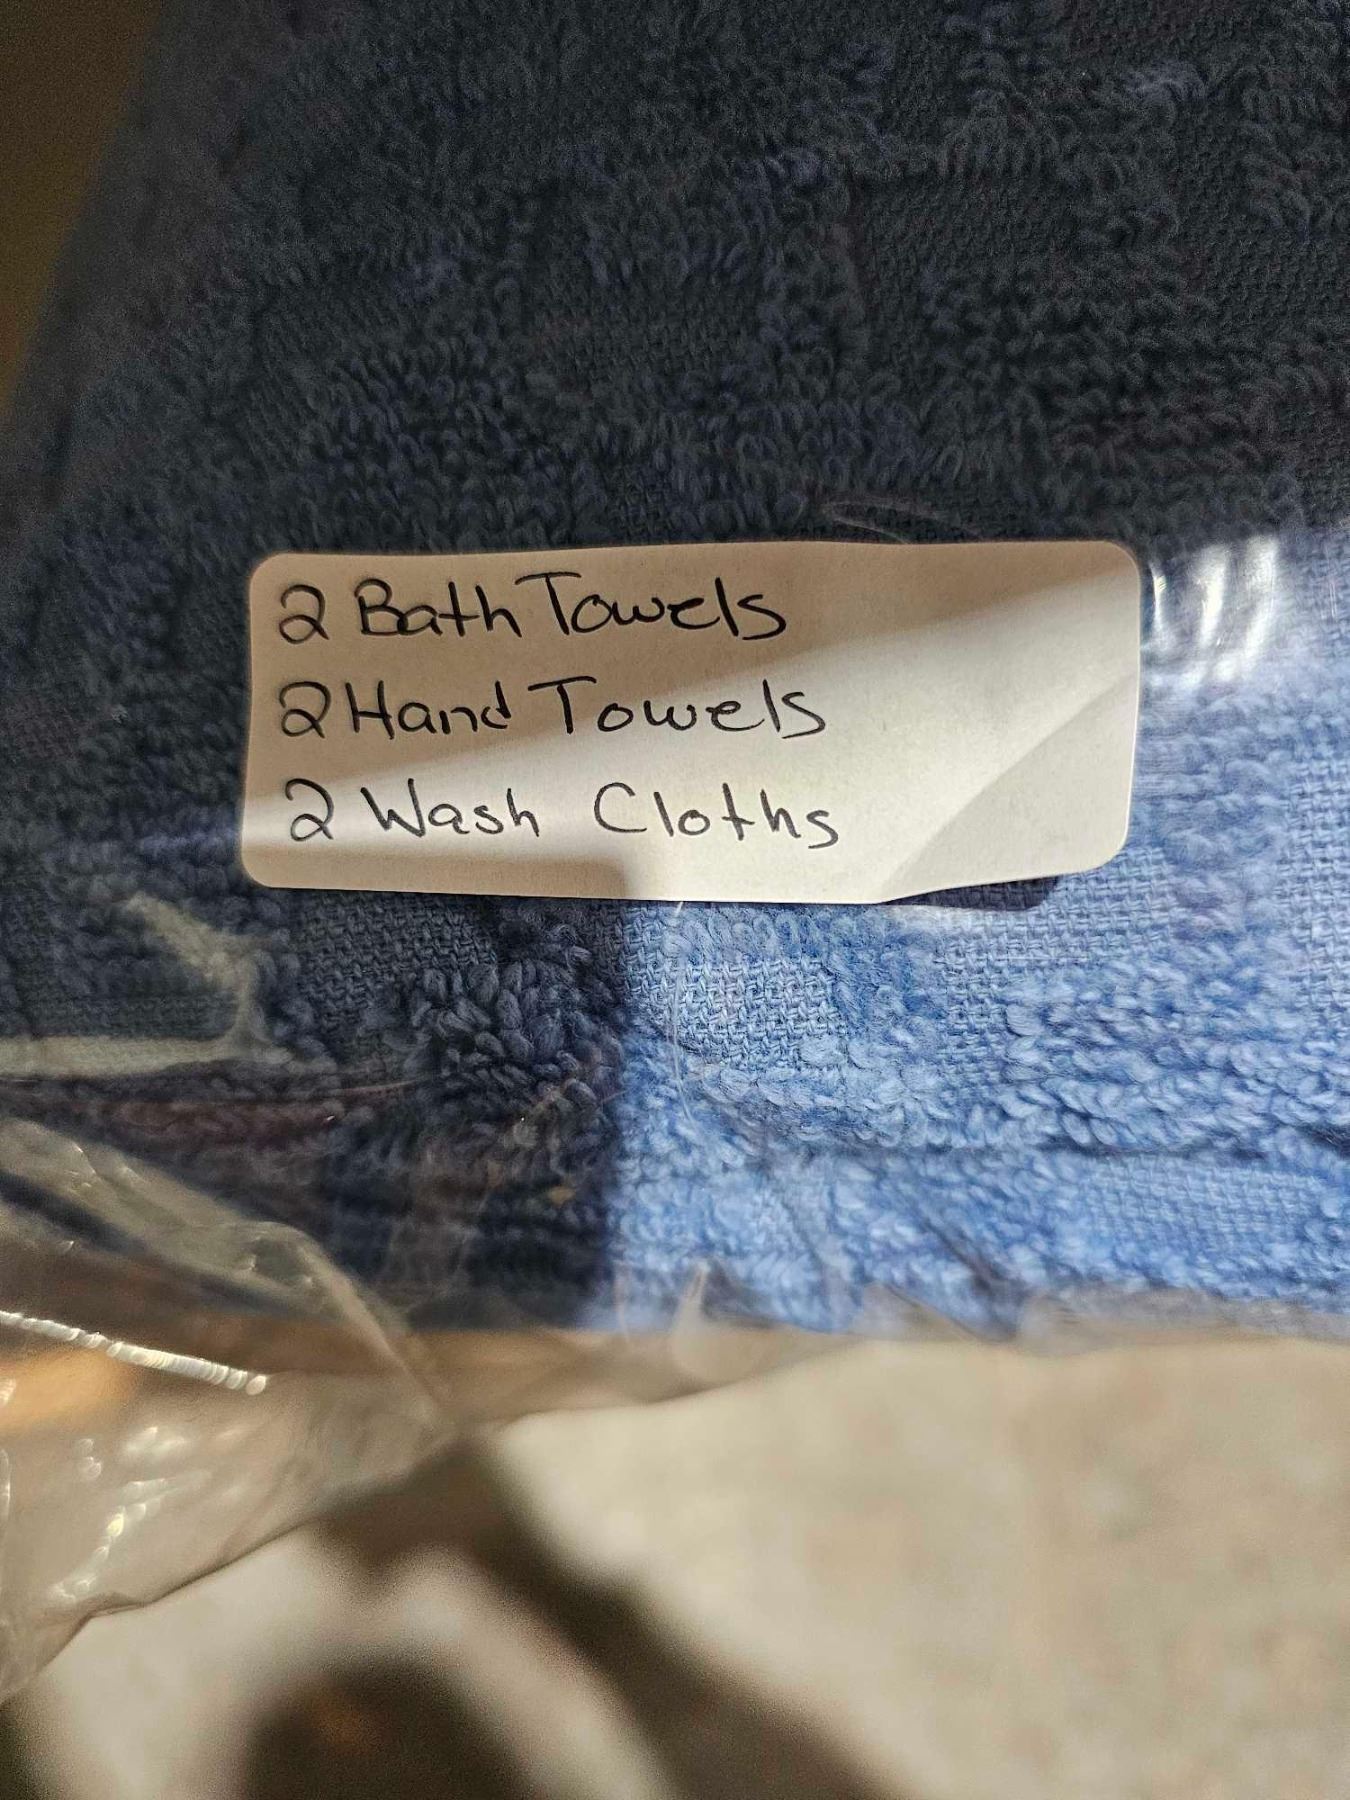 2 Bath Towels
2 Hand Towels
2 Wash Cloths